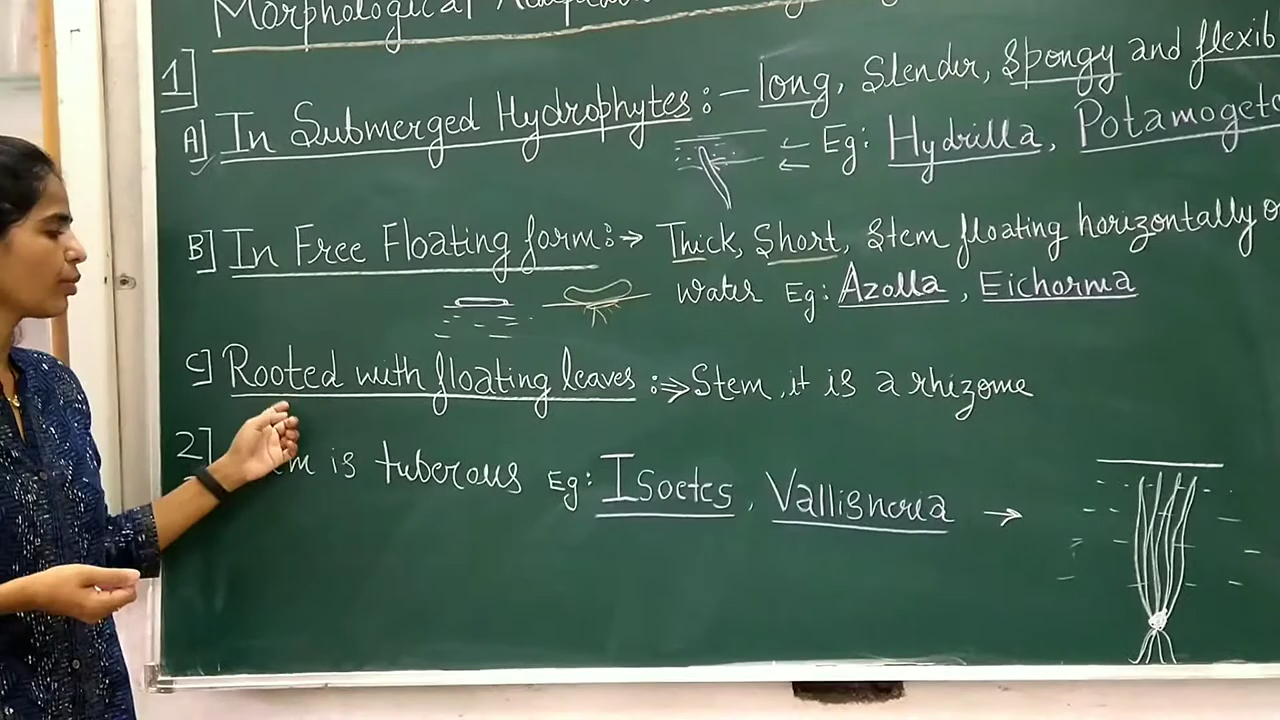 Morphological
1]
A] In Submerged Hydrophytes :- long, Slender, Spongy and flexib
Eg: Hydrilla, Potamogeto
B] In Free Floating form :→ Thick, Short, Stem floating horizontally o
water Eg: Azolla, Eichornia
C] Rooted with floating leaves :⇒ Stem, it is a rhizome
2] is tuberous Eg: Isoetes, Vallisneria →